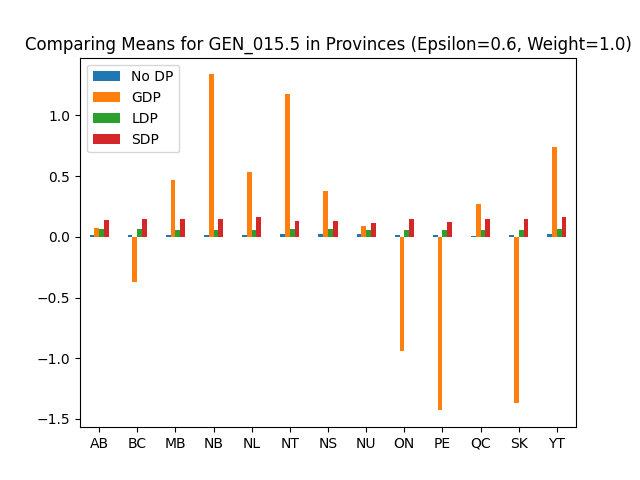 Comparing Means for GEN_015.5 in Provinces (Epsilon=0.6, Weight=1.0)
No DP
GDP
LDP
SDP
1.0
0.5
0.0
−0.5
−1.0
−1.5
AB BC MB NB NL NT NS NU ON PE QC SK YT